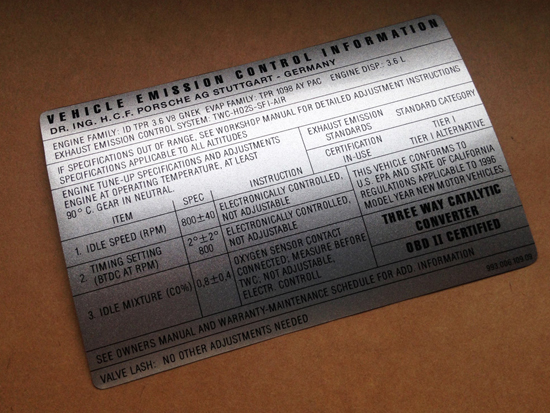 VEHICLE EMISSION CONTROL INFORMATION
DR. ING. H.C.F. PORSCHE AG STUTTGART - GERMANY
ENGINE FAMILY: ID TPR 3.6 V8 GNEK EVAP FAMILY: TPR 1098 AY PAC ENGINE DISP.: 3.6 L
EXHAUST EMISSION CONTROL SYSTEM: TWC-HO2S-SFI-AIR
IF SPECIFICATIONS OUT OF RANGE. SEE WORKSHOP MANUAL FOR DETAILED ADJUSTMENT INSTRUCTIONS
SPECIFICATIONS APPLICABLE TO ALL ALTITUDES
ENGINE TUNE-UP SPECIFICATIONS AND ADJUSTMENTS
ENGINE AT OPERATING TEMPERATURE, AT LEAST
90° C. GEAR IN NEUTRAL.
ITEM SPEC INSTRUCTION
1. IDLE SPEED (RPM) 800±40 ELECTRONICALLY CONTROLLED,
NOT ADJUSTABLE
2. TIMING SETTING 2°±2° ELECTRONICALLY CONTROLLED,
(BTDC AT RPM) 800 NOT ADJUSTABLE
3. IDLE MIXTURE (CO%) 0,8±0,4 OXYGEN SENSOR CONTACT
CONNECTED; MEASURE BEFORE
TWC, NOT ADJUSTABLE,
ELECTR. CONTROLL
EXHAUST EMISSION STANDARD CATEGORY
STANDARDS
CERTIFICATION TIER I
IN-USE TIER I ALTERNATIVE
THIS VEHICLE CONFORMS TO
U.S. EPA AND STATE OF CALIFORNIA
REGULATIONS APPLICABLE TO 1996
MODEL YEAR NEW MOTOR VEHICLES.
THREE WAY CATALYTIC
CONVERTER
OBD II CERTIFIED
SEE OWNERS MANUAL AND WARRANTY-MAINTENANCE SCHEDULE FOR ADD. INFORMATION
VALVE LASH: NO OTHER ADJUSTMENTS NEEDED